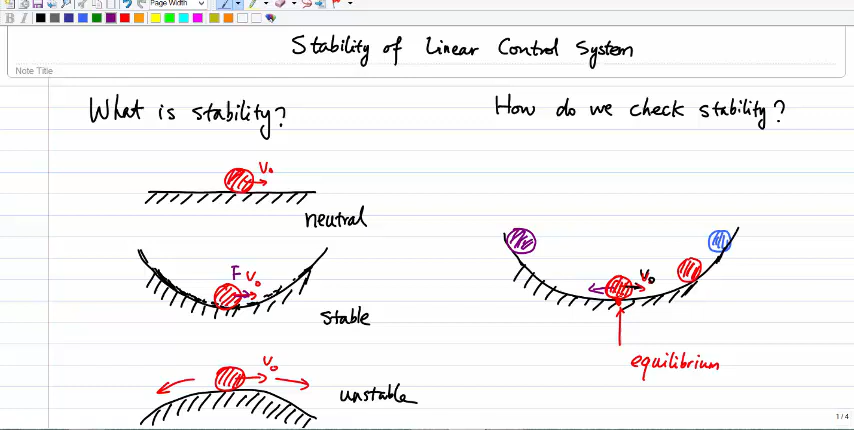 B I
Page Width
Stability of Linear Control System
Note Title
What is stability?
How do we check stability?
V₀
neutral
F V₀
V₀
stable
equilibrium
V₀
unstable
1 / 4